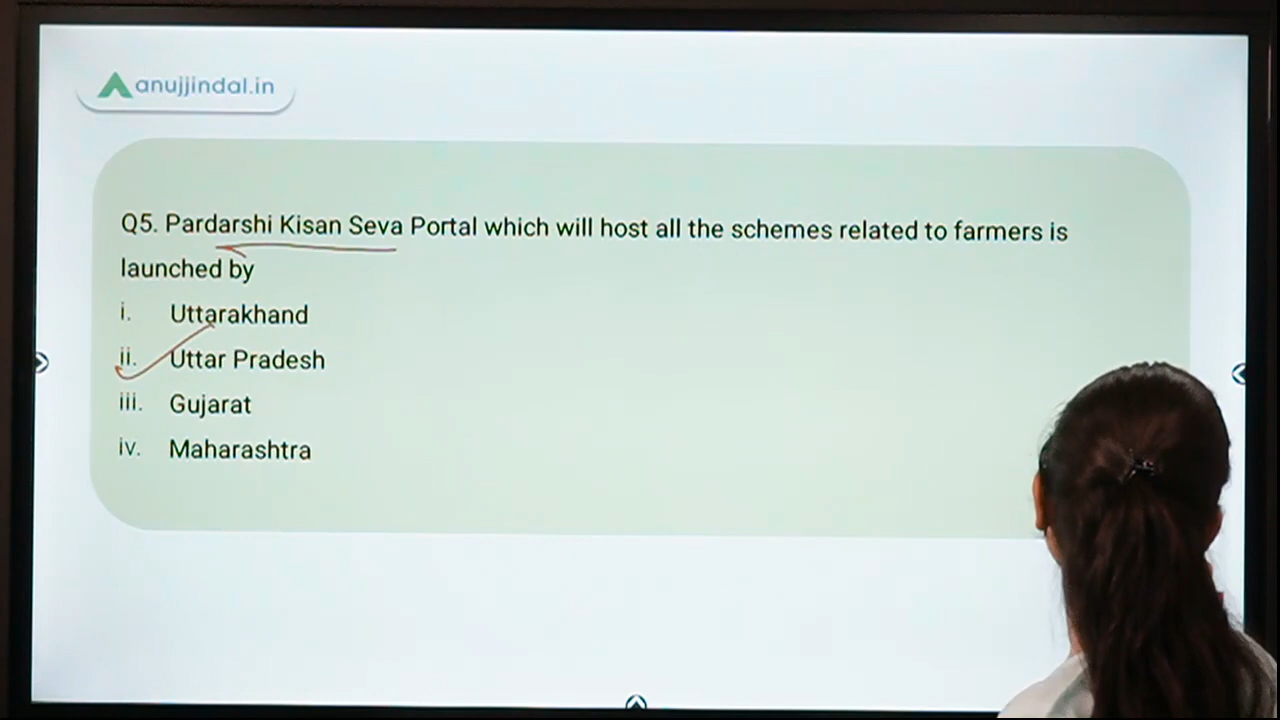 anujjindal.in
Q5. Pardarshi Kisan Seva Portal which will host all the schemes related to farmers is
launched by
i. Uttarakhand
ii. Uttar Pradesh
iii. Gujarat
iv. Maharashtra